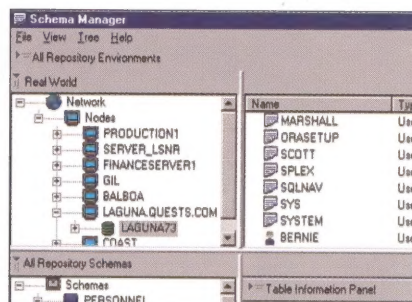 Schema Manager
File View Tree Help
All Repository Environments
Real World
Network
Nodes
PRODUCTION1
SERVER_LSNR
FINANCESERVER1
GIL
BALBOA
LAGUNA.QUESTS.COM
LAGUNA73
COAST
Name
MARSHALL
ORASETUP
SCOTT
SPLEX
SQLNAV
SYS
SYSTEM
BERNIE
All Repository Schemas
Schemas
PERSONNEL
Table Information Panel